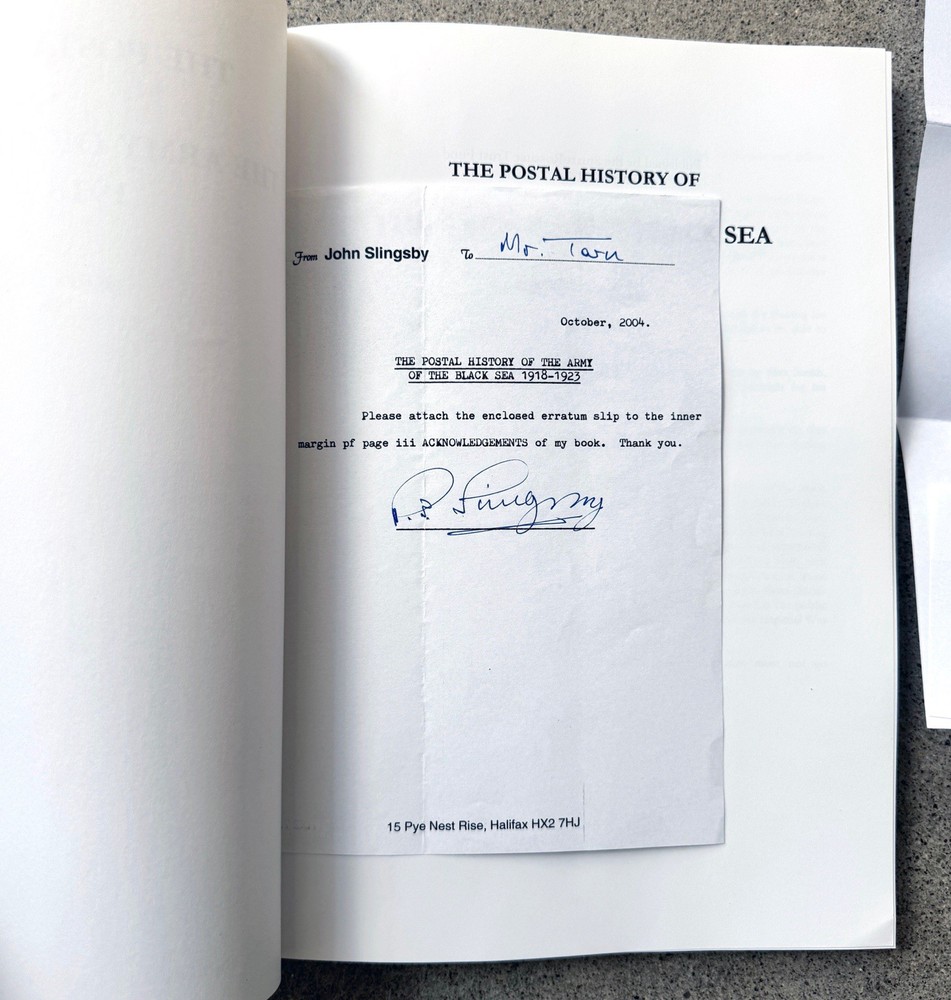 THE POSTAL HISTORY OF
SEA
From John Slingsby To Mr. Tarn
October, 2004.
THE POSTAL HISTORY OF THE ARMY
OF THE BLACK SEA 1918-1923
Please attach the enclosed erratum slip to the inner
margin pf page iii ACKNOWLEDGEMENTS of my book. Thank you.
Slingsby
15 Pye Nest Rise, Halifax HX2 7HJ